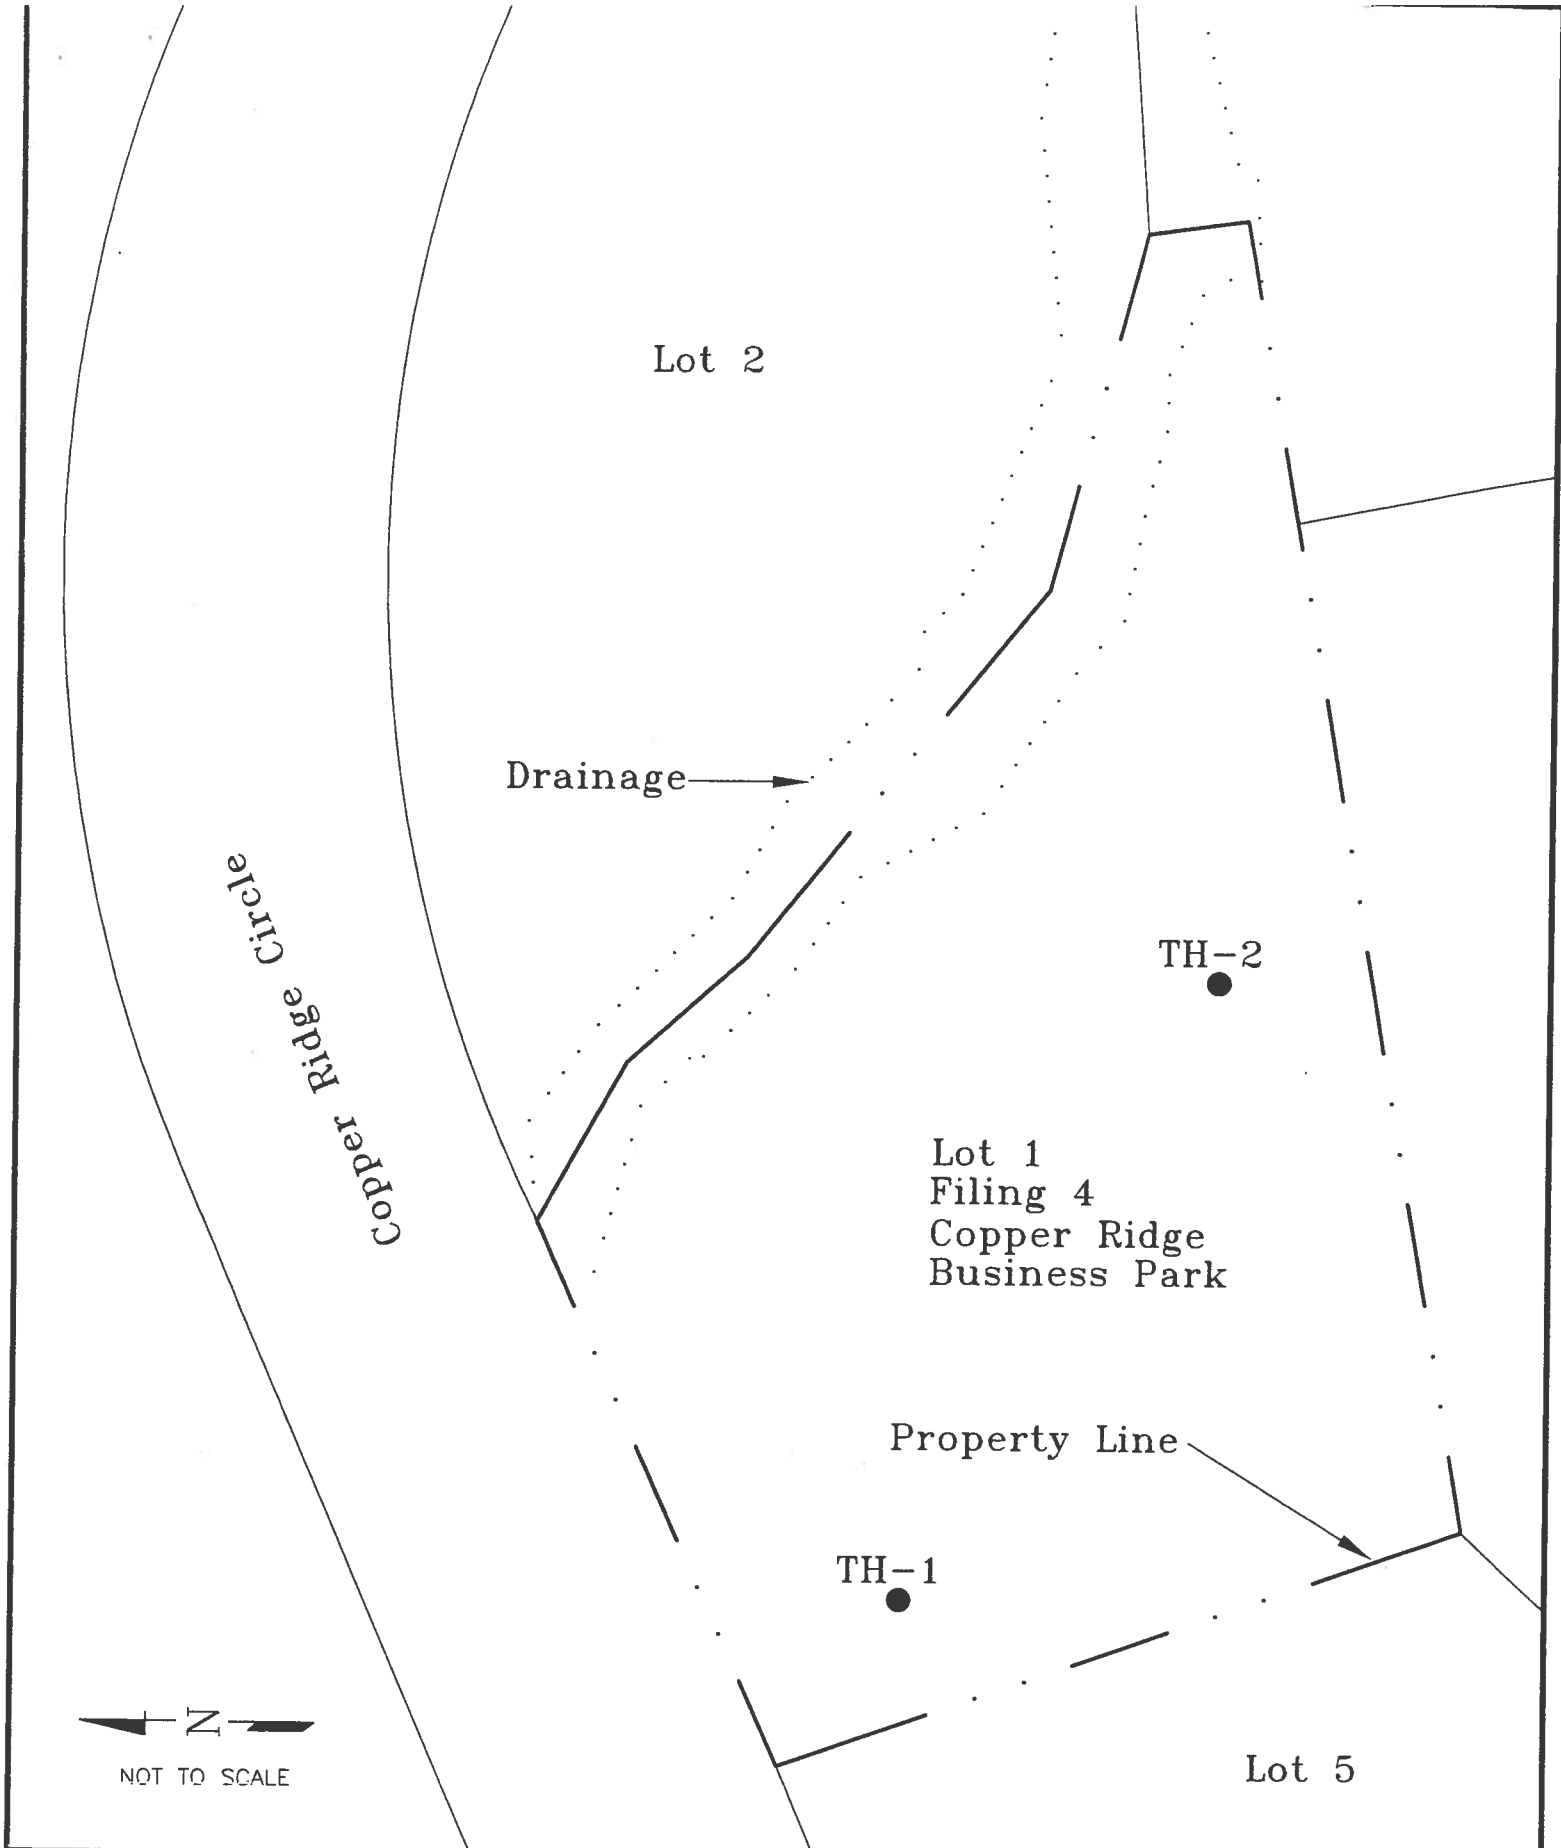 Lot 2
Drainage
Copper Ridge Circle
TH-2
Lot 1
Filing 4
Copper Ridge
Business Park
Property Line
TH-1
N
NOT TO SCALE
Lot 5